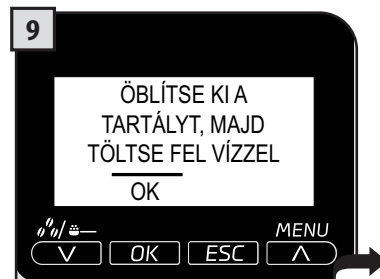 9
ÖBLÍTSE KI A
TARTÁLYT, MAJD
TÖLTSE FEL VÍZZEL
OK
MENU
OK ESC